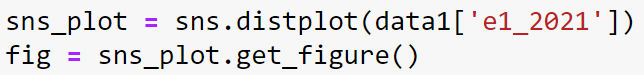 sns_plot = sns.distplot(data1['e1_2021'])
fig = sns_plot.get_figure()